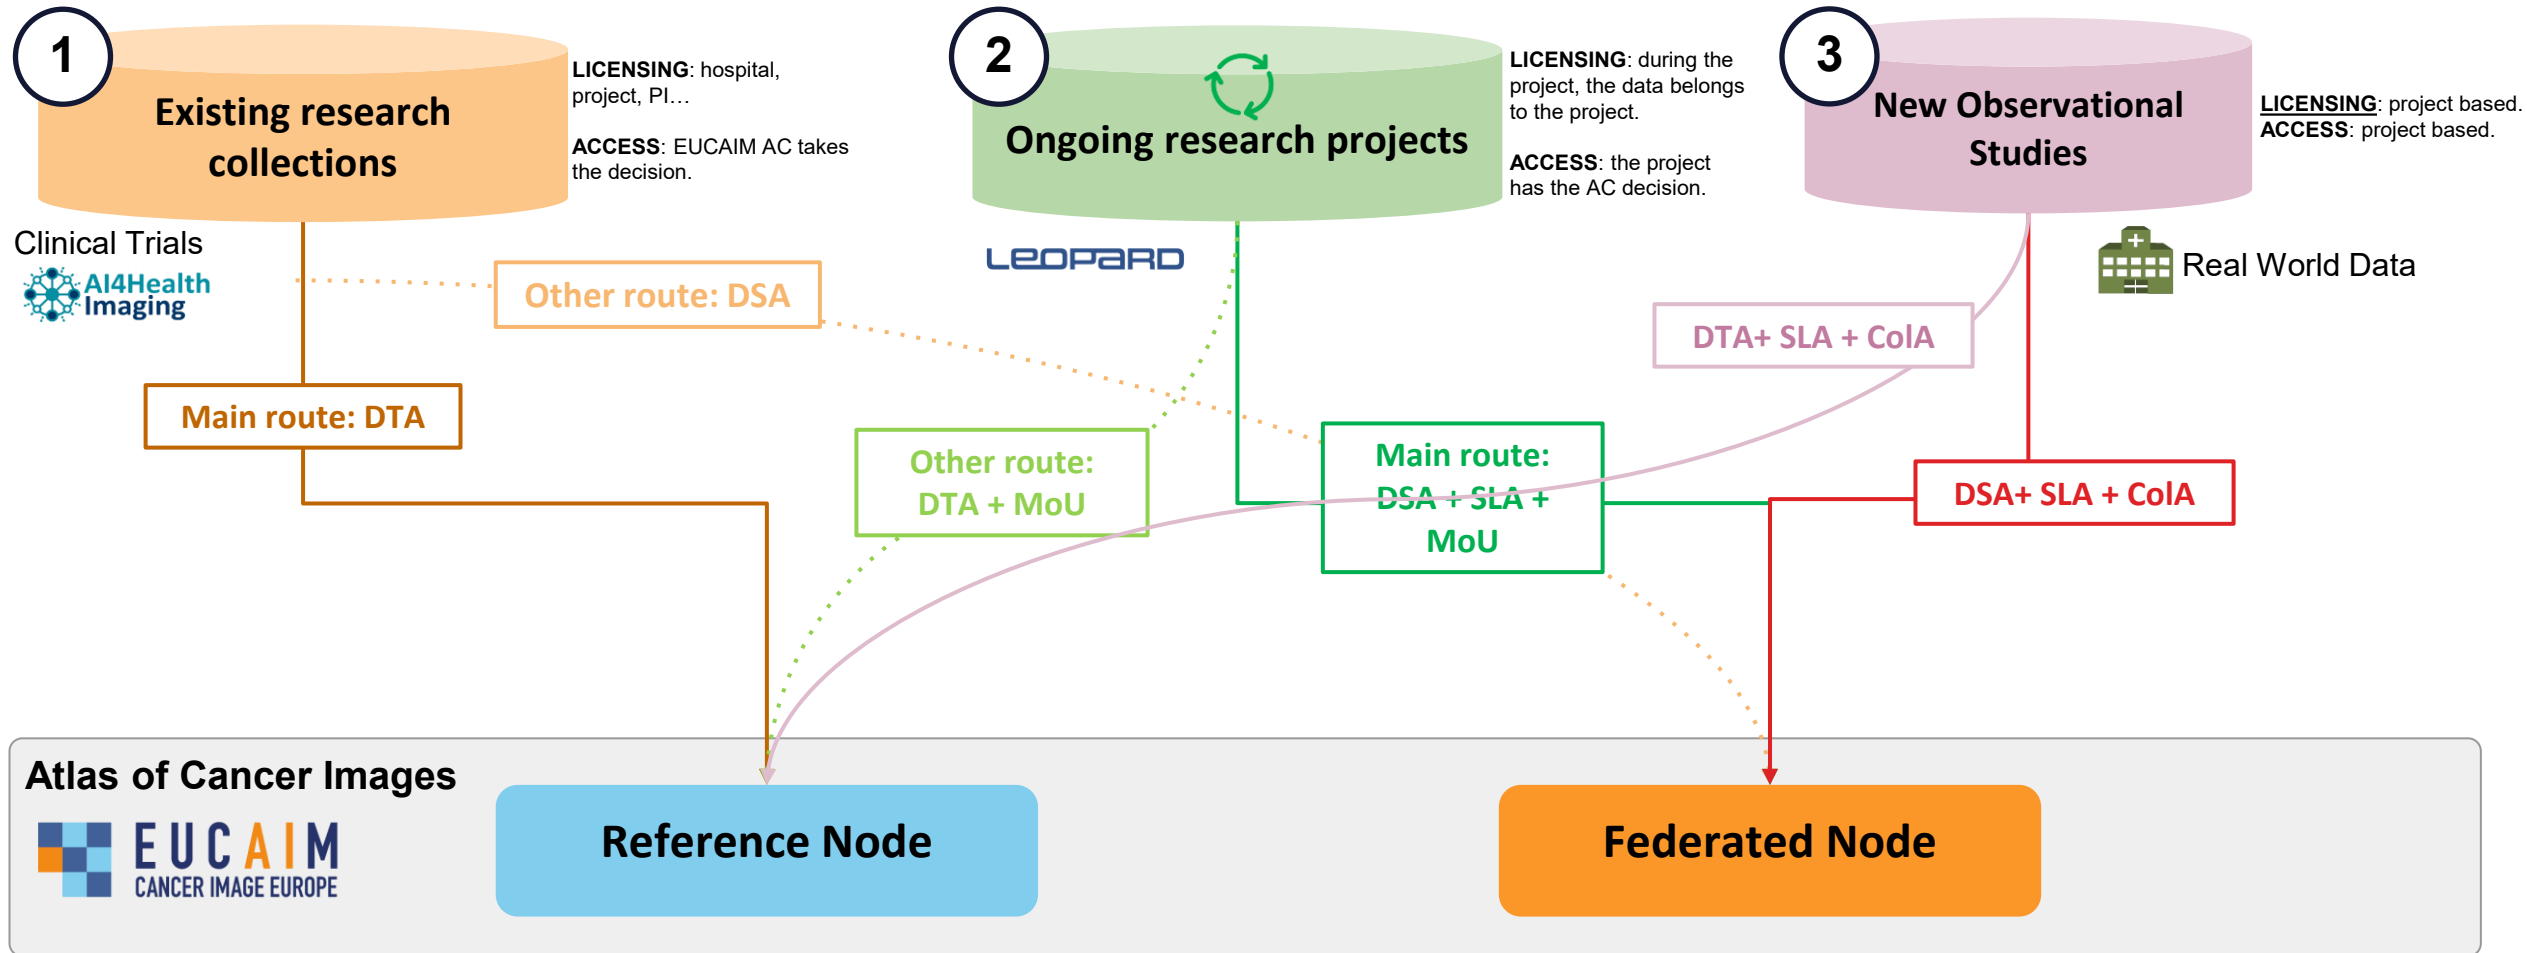 1
Existing research
collections
LICENSING: hospital,
project, PI…
ACCESS: EUCAIM AC takes
the decision.
2
Ongoing research projects
LICENSING: during the
project, the data belongs
to the project.
ACCESS: the project
has the AC decision.
3
New Observational
Studies
LICENSING: project based.
ACCESS: project based.
Clinical Trials
AI4Health
Imaging
LEOPARD
Real World Data
Other route: DSA
DTA+ SLA + ColA
Main route: DTA
Other route:
DTA + MoU
Main route:
DSA + SLA +
MoU
DSA+ SLA + ColA
Atlas of Cancer Images
EUCAIM
CANCER IMAGE EUROPE
Reference Node
Federated Node